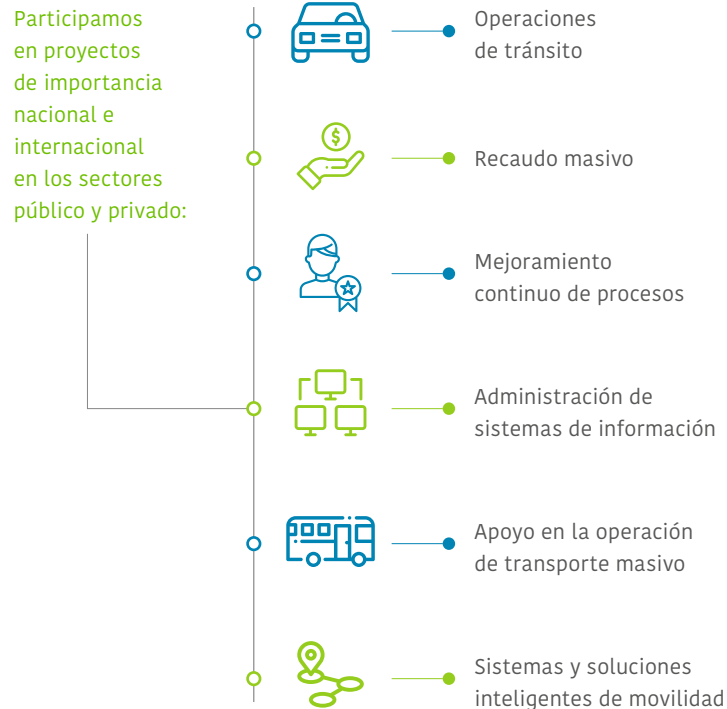 Participamos
en proyectos
de importancia
nacional e
internacional
en los sectores
público y privado:
Operaciones
de tránsito
$
Recaudo masivo
Mejoramiento
continuo de procesos
Administración de
sistemas de información
Apoyo en la operación
de transporte masivo
Sistemas y soluciones
inteligentes de movilidad